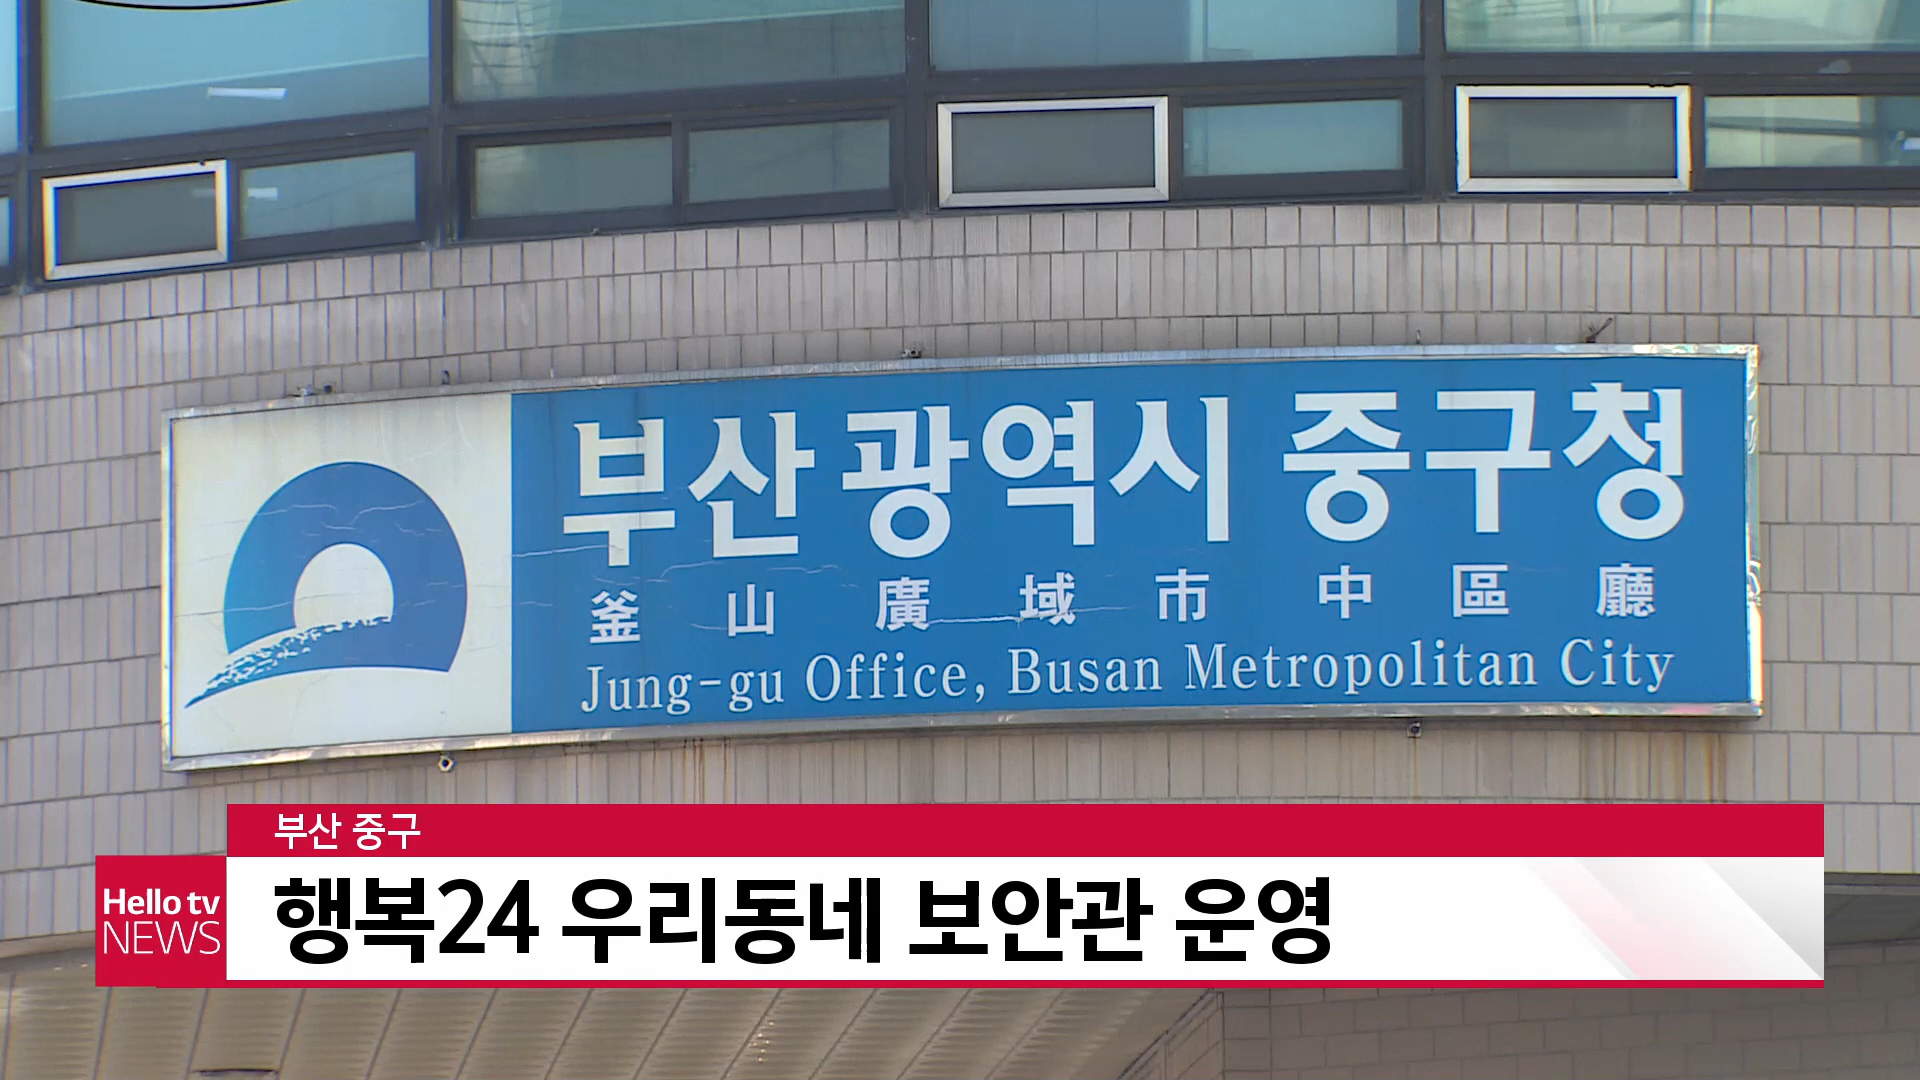 부산광역시 중구청
釜山廣域市中區廳
Jung-gu Office, Busan Metropolitan City
부산 중구
Hello tv
NEWS
행복24 우리동네 보안관 운영